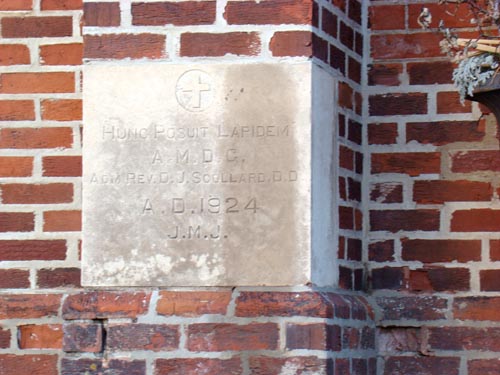 HUNC POSUIT LAPIDEM
A.M.D.G.
ADM. REV. D. J. SCOLLARD. D.D
A.D. 1924
J.M.J.